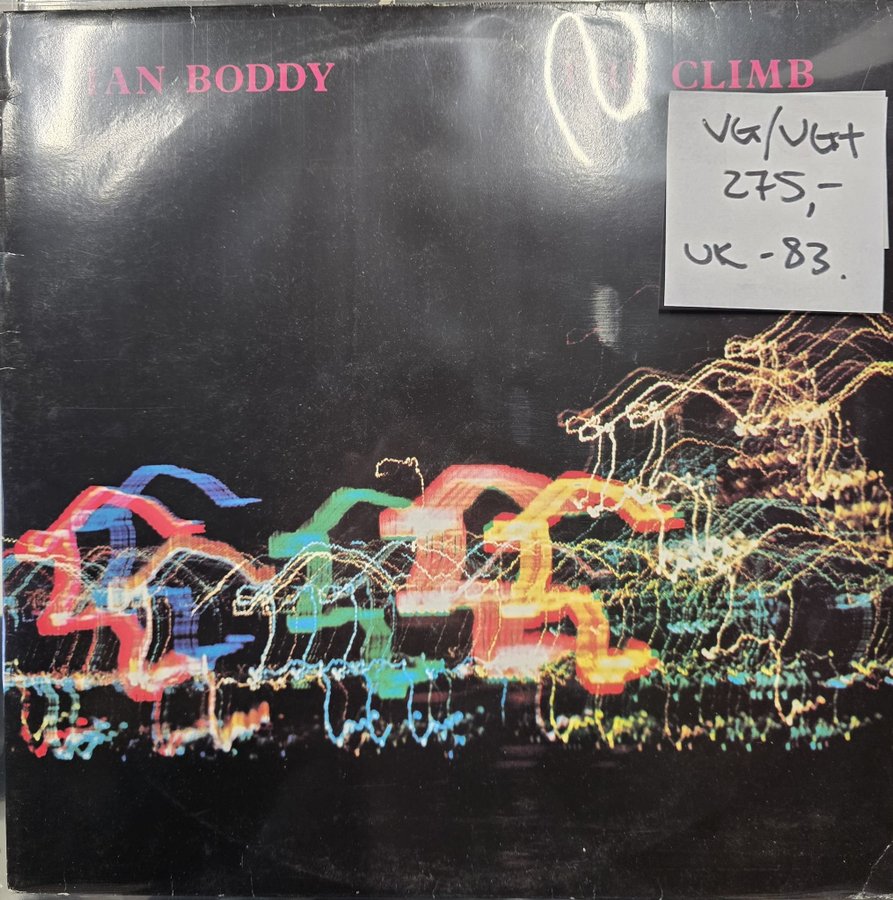 IAN BODDY
CLIMB
VG/VG+
275,-
UK -83.